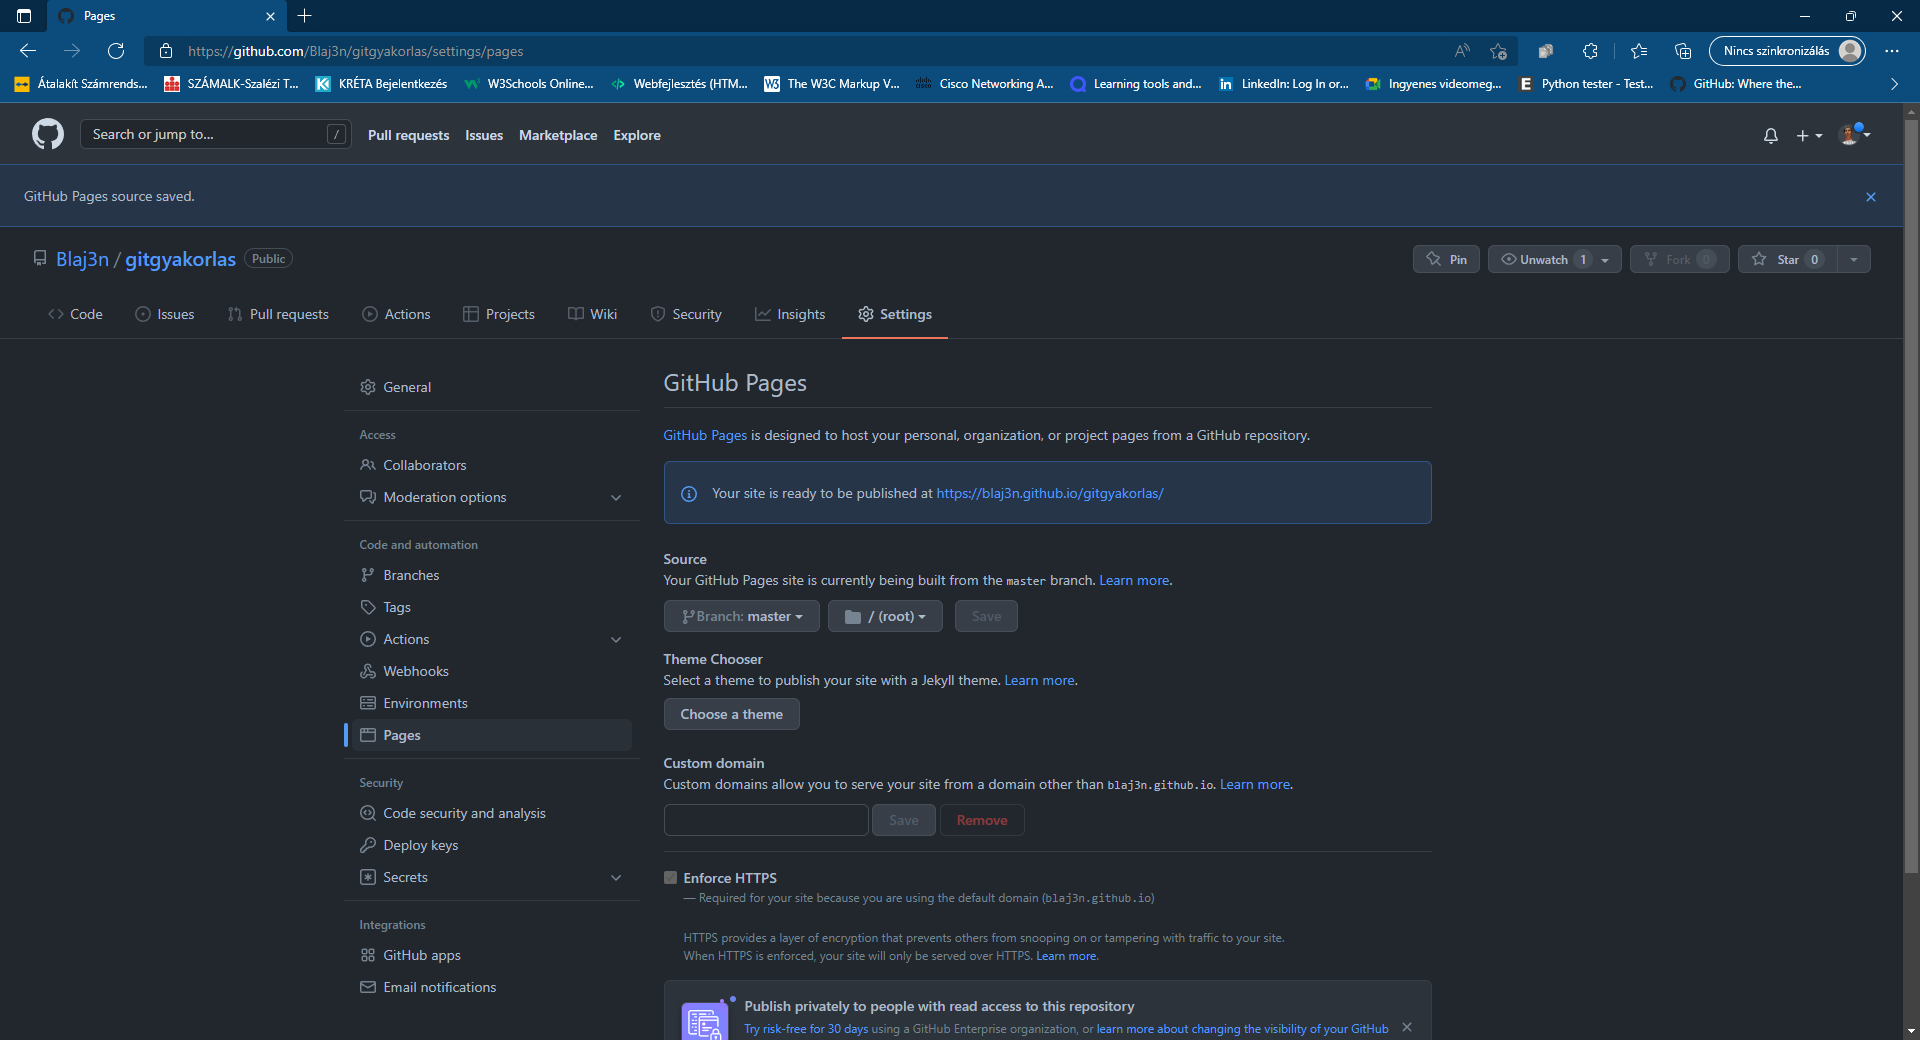 Pages
https://github.com/Blaj3n/gitgyakorlas/settings/pages
Nincs szinkronizálás
Átalakít Számrends...
SZÁMALK-Szalézi T...
KRÉTA Bejelentkezés
W3Schools Online...
Webfejlesztés (HTM...
The W3C Markup V...
Cisco Networking A...
Learning tools and...
LinkedIn: Log In or...
Ingyenes videomeg...
Python tester - Test...
GitHub: Where the...
Search or jump to... /
Pull requests
Issues
Marketplace
Explore
GitHub Pages source saved.
Blaj3n / gitgyakorlas Public
Pin
Unwatch 1
Fork 0
Star 0
Code
Issues
Pull requests
Actions
Projects
Wiki
Security
Insights
Settings
General
Access
Collaborators
Moderation options
Code and automation
Branches
Tags
Actions
Webhooks
Environments
Pages
Security
Code security and analysis
Deploy keys
Secrets
Integrations
GitHub apps
Email notifications
GitHub Pages
GitHub Pages is designed to host your personal, organization, or project pages from a GitHub repository.
Your site is ready to be published at https://blaj3n.github.io/gitgyakorlas/
Source
Your GitHub Pages site is currently being built from the master branch. Learn more.
Branch: master
/ (root)
Save
Theme Chooser
Select a theme to publish your site with a Jekyll theme. Learn more.
Choose a theme
Custom domain
Custom domains allow you to serve your site from a domain other than blaj3n.github.io. Learn more.
Save
Remove
Enforce HTTPS
— Required for your site because you are using the default domain (blaj3n.github.io)
HTTPS provides a layer of encryption that prevents others from snooping on or tampering with traffic to your site.
When HTTPS is enforced, your site will only be served over HTTPS. Learn more.
Publish privately to people with read access to this repository
Try risk-free for 30 days using a GitHub Enterprise organization, or learn more about changing the visibility of your GitHub